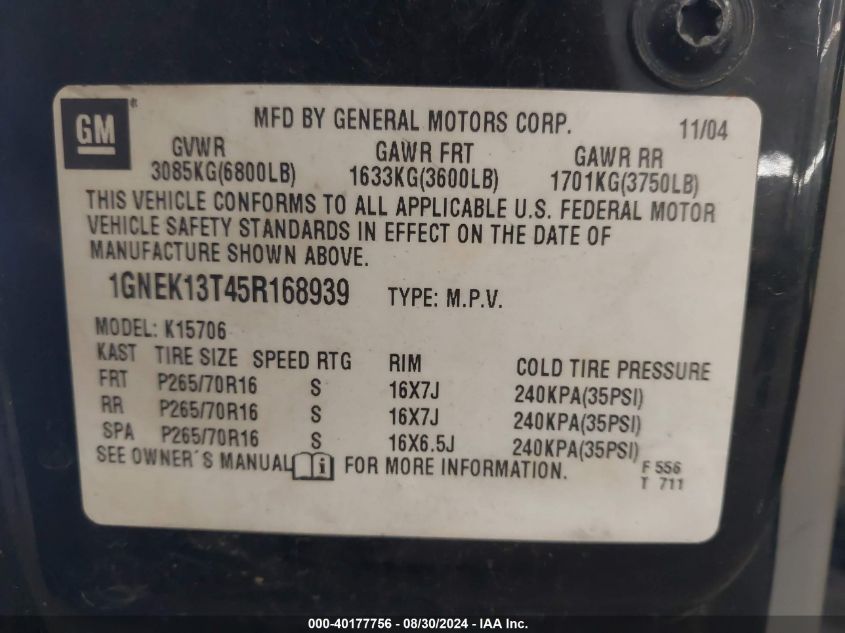 GM ®
MFD BY GENERAL MOTORS CORP. 11/04
GVWR GAWR FRT GAWR RR
3085KG(6800LB) 1633KG(3600LB) 1701KG(3750LB)
THIS VEHICLE CONFORMS TO ALL APPLICABLE U.S. FEDERAL MOTOR
VEHICLE SAFETY STANDARDS IN EFFECT ON THE DATE OF
MANUFACTURE SHOWN ABOVE.
1GNEK13T45R168939 TYPE: M.P.V.
MODEL: K15706
KAST TIRE SIZE SPEED RTG RIM COLD TIRE PRESSURE
FRT P265/70R16 S 16X7J 240KPA(35PSI)
RR P265/70R16 S 16X7J 240KPA(35PSI)
SPA P265/70R16 S 16X6.5J 240KPA(35PSI)
SEE OWNER´S MANUAL i FOR MORE INFORMATION. F 556
T 711
000-40177756 - 08/30/2024 - IAAI, Inc.